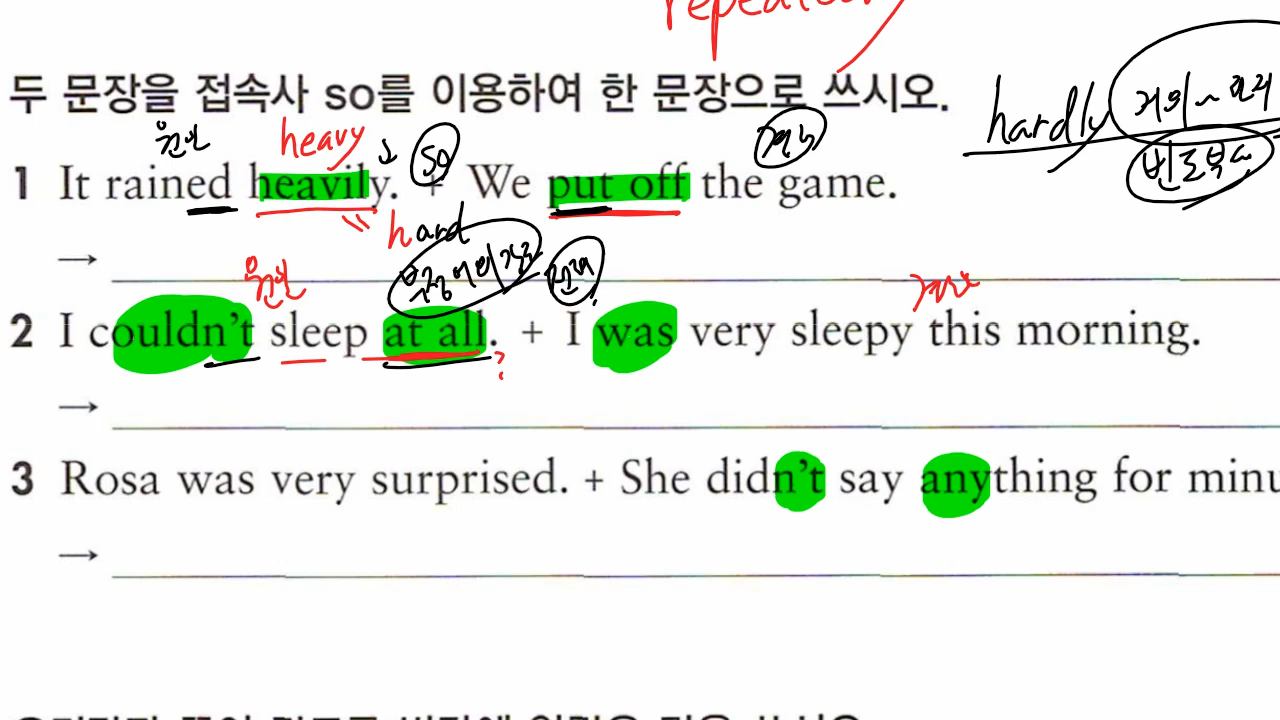 repeatedly
두 문장을 접속사 so를 이용하여 한 문장으로 쓰시오.
hardly 거의~
빈도부사
원인 heavy so 결과
1 It rained heavily. + We put off the game.
hard
→
원인 부정어의 강조 결과
2 I couldn't sleep at all. + I was very sleepy this morning.
→
3 Rosa was very surprised. + She didn't say anything for minu
→